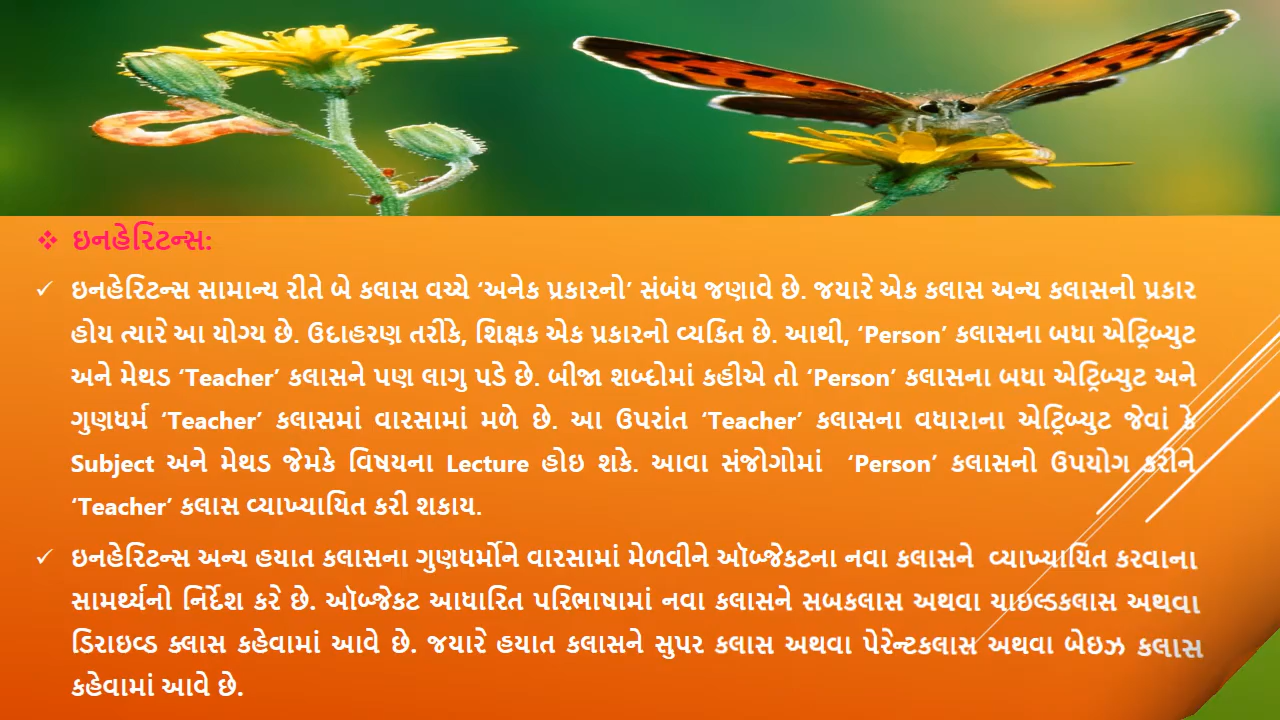 ❖ ઇનહેરિટન્સ:
✓ ઇનહેરિટન્સ સામાન્ય રીતે બે કલાસ વચ્ચે ‘અનેક પ્રકારનો’ સંબંધ જણાવે છે. જયારે એક કલાસ અન્ય કલાસનો પ્રકાર
હોય ત્યારે આ યોગ્ય છે. ઉદાહરણ તરીકે, શિક્ષક એક પ્રકારનો વ્યકિત છે. આથી, ‘Person’ કલાસના બધા એટ્રિબ્યુટ
અને મેથડ ‘Teacher’ કલાસને પણ લાગુ પડે છે. બીજા શબ્દોમાં કહીએ તો ‘Person’ કલાસના બધા એટ્રિબ્યુટ અને
ગુણધર્મ ‘Teacher’ કલાસમાં વારસામાં મળે છે. આ ઉપરાંત ‘Teacher’ કલાસના વધારાના એટ્રિબ્યુટ જેવાં કે
Subject અને મેથડ જેમકે વિષયના Lecture હોઇ શકે. આવા સંજોગોમાં ‘Person’ કલાસનો ઉપયોગ કરીને
‘Teacher’ કલાસ વ્યાખ્યાયિત કરી શકાય.
✓ ઇનહેરિટન્સ અન્ય હયાત કલાસના ગુણધર્મોને વારસામાં મેળવીને ઑબ્જેકટના નવા કલાસને વ્યાખ્યાયિત કરવાના
સામર્થ્યનો નિર્દેશ કરે છે. ઑબ્જેકટ આધારિત પરિભાષામાં નવા કલાસને સબકલાસ અથવા ચાઇલ્ડકલાસ અથવા
ડિરાઇવ્ડ ક્લાસ કહેવામાં આવે છે. જયારે હયાત કલાસને સુપર કલાસ અથવા પેરેન્ટકલાસ અથવા બેઇઝ કલાસ
કહેવામાં આવે છે.